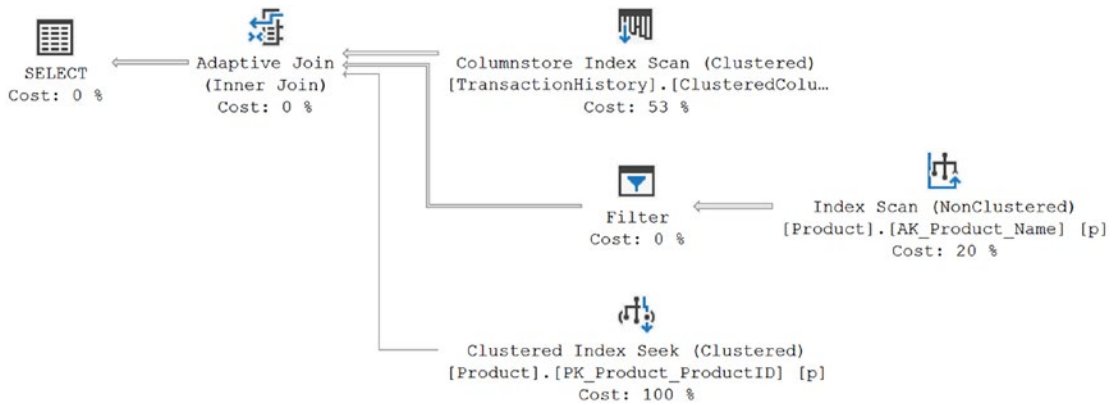 SELECT
Cost: 0 %
Adaptive Join
(Inner Join)
Cost: 0 %
Columnstore Index Scan (Clustered)
[TransactionHistory].[ClusteredColu…
Cost: 53 %
Filter
Cost: 0 %
Index Scan (NonClustered)
[Product].[AK_Product_Name] [p]
Cost: 20 %
Clustered Index Seek (Clustered)
[Product].[PK_Product_ProductID] [p]
Cost: 100 %